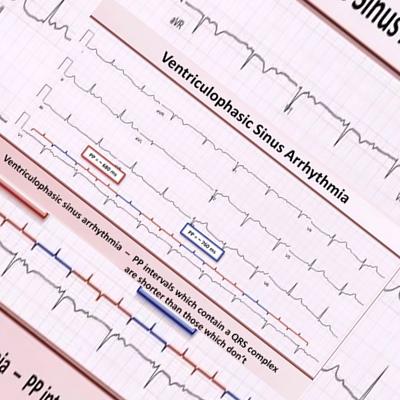 Sinus
aVR
Ventriculophasic Sinus Arrhythmia
PP = ~ 680 ms
PP = ~ 760 ms
Ventriculophasic sinus arrhythmia – PP intervals which contain a QRS complex
are shorter than those which don't
ia – PP int